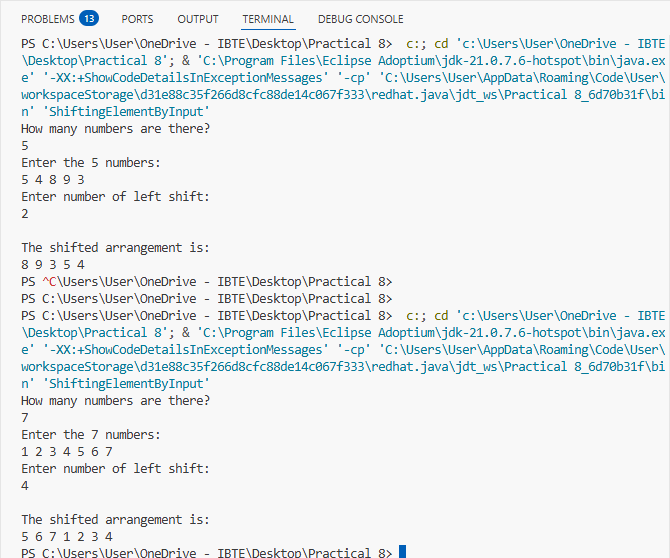 PROBLEMS 13 PORTS OUTPUT TERMINAL DEBUG CONSOLE
PS C:\Users\User\OneDrive - IBTE\Desktop\Practical 8>  c:; cd 'c:\Users\User\OneDrive - IBTE
\Desktop\Practical 8'; & 'C:\Program Files\Eclipse Adoptium\jdk-21.0.7.6-hotspot\bin\java.ex
e' '-XX:+ShowCodeDetailsInExceptionMessages' '-cp' 'C:\Users\User\AppData\Roaming\Code\User\
workspaceStorage\d31e88c35f266d8cfc88de14c067f333\redhat.java\jdt_ws\Practical 8_6d70b31f\bi
n' 'ShiftingElementByInput'
How many numbers are there?
5
Enter the 5 numbers:
5 4 8 9 3
Enter number of left shift:
2
The shifted arrangement is:
8 9 3 5 4
PS ^C\Users\User\OneDrive - IBTE\Desktop\Practical 8>
PS C:\Users\User\OneDrive - IBTE\Desktop\Practical 8>
PS C:\Users\User\OneDrive - IBTE\Desktop\Practical 8>  c:; cd 'c:\Users\User\OneDrive - IBTE
\Desktop\Practical 8'; & 'C:\Program Files\Eclipse Adoptium\jdk-21.0.7.6-hotspot\bin\java.ex
e' '-XX:+ShowCodeDetailsInExceptionMessages' '-cp' 'C:\Users\User\AppData\Roaming\Code\User\
workspaceStorage\d31e88c35f266d8cfc88de14c067f333\redhat.java\jdt_ws\Practical 8_6d70b31f\bi
n' 'ShiftingElementByInput'
How many numbers are there?
7
Enter the 7 numbers:
1 2 3 4 5 6 7
Enter number of left shift:
4
The shifted arrangement is:
5 6 7 1 2 3 4
PS C:\Users\User\OneDrive - IBTE\Desktop\Practical 8>